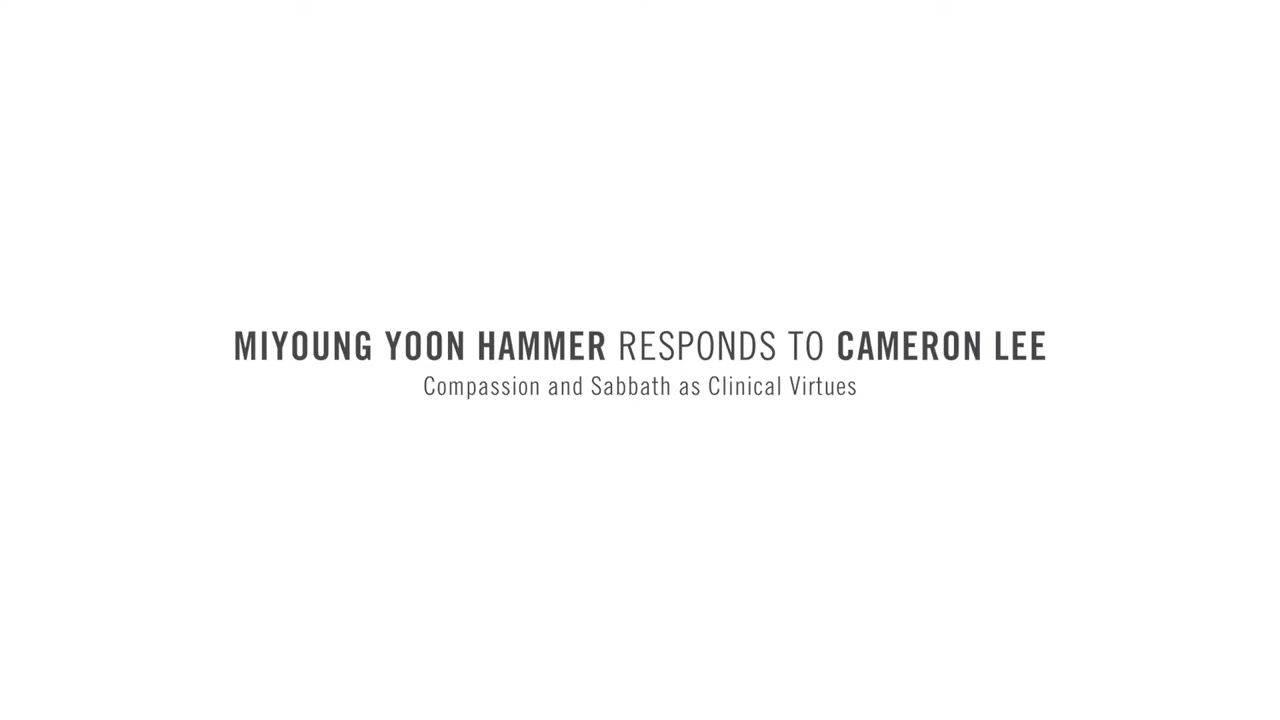 MIYOUNG YOON HAMMER RESPONDS TO CAMERON LEE
Compassion and Sabbath as Clinical Virtues